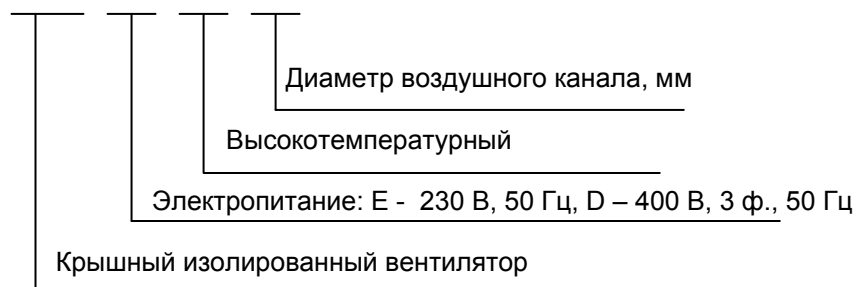 Диаметр воздушного канала, мм
Высокотемпературный
Электропитание: E - 230 В, 50 Гц, D – 400 В, 3 ф., 50 Гц
Крышный изолированный вентилятор